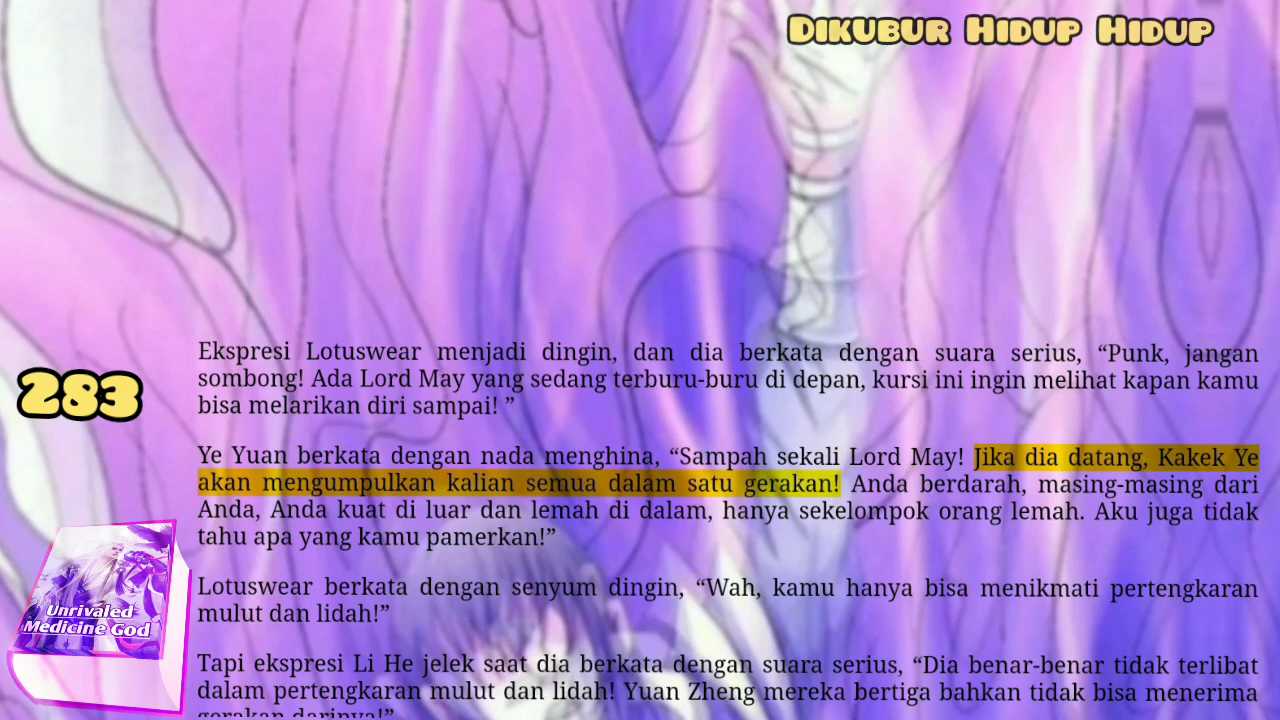 Dikubur Hidup Hidup
Ekspresi Lotuswear menjadi dingin, dan dia berkata dengan suara serius, “Punk, jangan
sombong! Ada Lord May yang sedang terburu-buru di depan, kursi ini ingin melihat kapan kamu
bisa melarikan diri sampai! ”
283
Ye Yuan berkata dengan nada menghina, “Sampah sekali Lord May! Jika dia datang, Kakek Ye
akan mengumpulkan kalian semua dalam satu gerakan! Anda berdarah, masing-masing dari
Anda, Anda kuat di luar dan lemah di dalam, hanya sekelompok orang lemah. Aku juga tidak
tahu apa yang kamu pamerkan!”
Lotuswear berkata dengan senyum dingin, “Wah, kamu hanya bisa menikmati pertengkaran
mulut dan lidah!”
Unrivaled
Medicine God
Tapi ekspresi Li He jelek saat dia berkata dengan suara serius, “Dia benar-benar tidak terlibat
dalam pertengkaran mulut dan lidah! Yuan Zheng mereka bertiga bahkan tidak bisa menerima
gerakan darinya!”